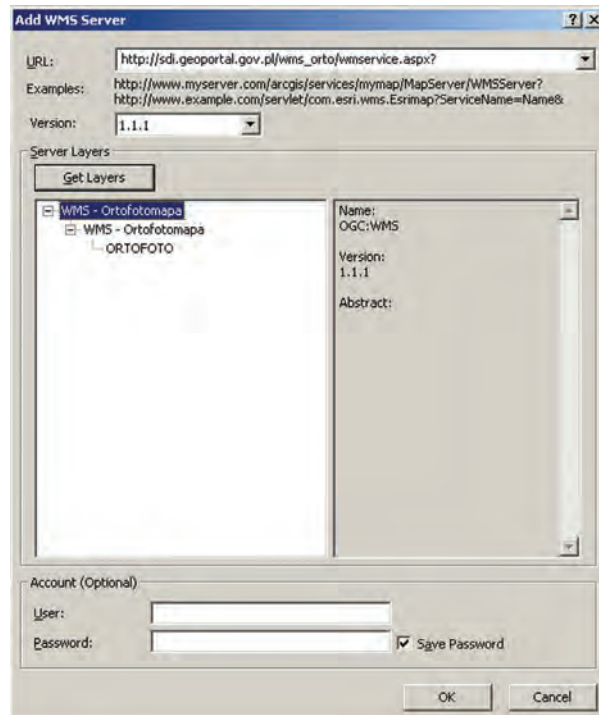 Add WMS Server
URL: http://sdi.geoportal.gov.pl/wms_orto/wmservice.aspx?
Examples: http://www.myserver.com/arcgis/services/mymap/MapServer/WMSServer?
http://www.example.com/servlet/com.esri.wms.Esrimap?ServiceName=Name&
Version: 1.1.1
Server Layers
Get Layers
WMS - Ortofotomapa
WMS - Ortofotomapa
ORTOFOTO
Name:
OGC:WMS
Version:
1.1.1
Abstract:
Account (Optional)
User:
Password:
Save Password
OK Cancel